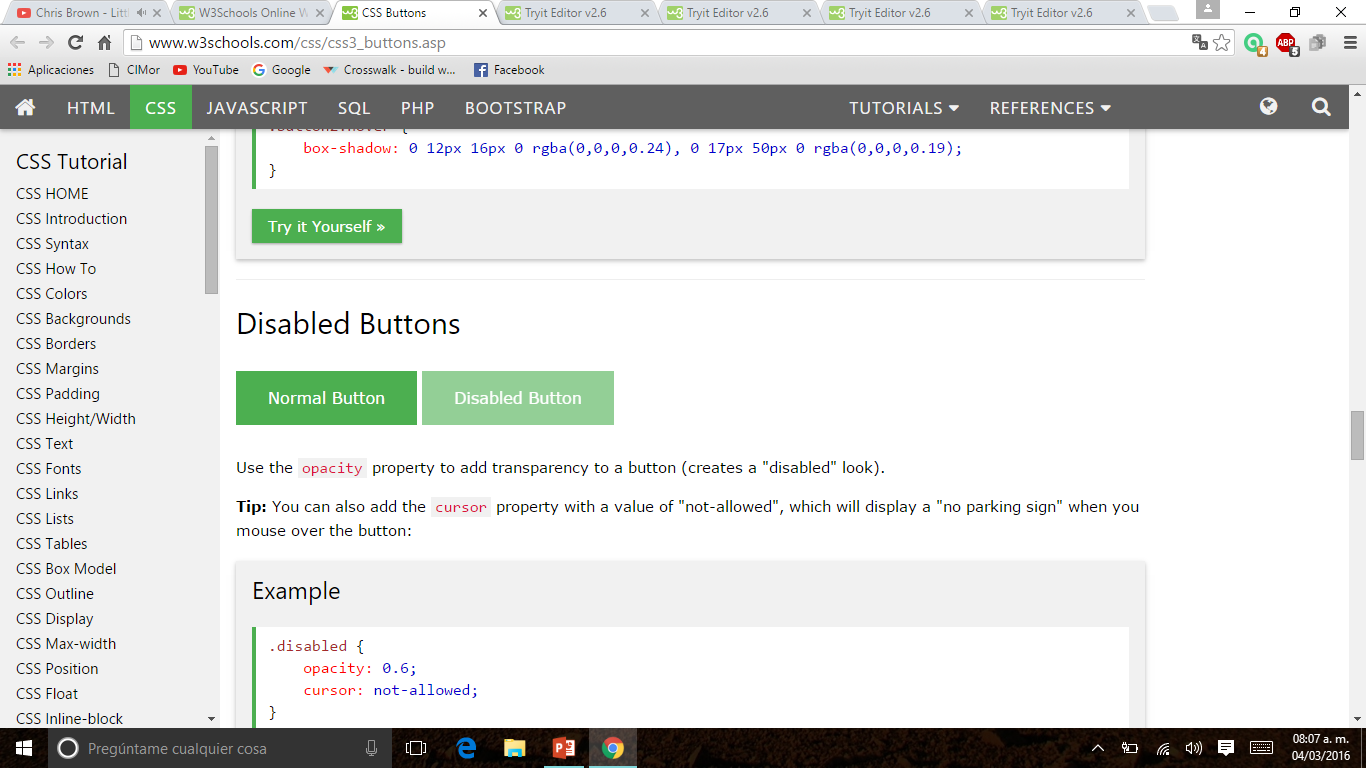 Chris Brown - Littl
W3Schools Online W
CSS Buttons
Tryit Editor v2.6
Tryit Editor v2.6
Tryit Editor v2.6
Tryit Editor v2.6
www.w3schools.com/css/css3_buttons.asp
4
ABP
5
Aplicaciones
CIMor
YouTube
Google
Crosswalk - build w...
Facebook
HTML
CSS
JAVASCRIPT
SQL
PHP
BOOTSTRAP
TUTORIALS
REFERENCES
CSS Tutorial
CSS HOME
CSS Introduction
CSS Syntax
CSS How To
CSS Colors
CSS Backgrounds
CSS Borders
CSS Margins
CSS Padding
CSS Height/Width
CSS Text
CSS Fonts
CSS Links
CSS Lists
CSS Tables
CSS Box Model
CSS Outline
CSS Display
CSS Max-width
CSS Position
CSS Float
CSS Inline-block
.button2:hover {
box-shadow: 0 12px 16px 0 rgba(0,0,0,0.24), 0 17px 50px 0 rgba(0,0,0,0.19);
}
Try it Yourself »
Disabled Buttons
Normal Button
Disabled Button
Use the opacity property to add transparency to a button (creates a "disabled" look).
Tip: You can also add the cursor property with a value of "not-allowed", which will display a "no parking sign" when you
mouse over the button:
Example
.disabled {
opacity: 0.6;
cursor: not-allowed;
}
Pregúntame cualquier cosa
08:07 a. m.
04/03/2016